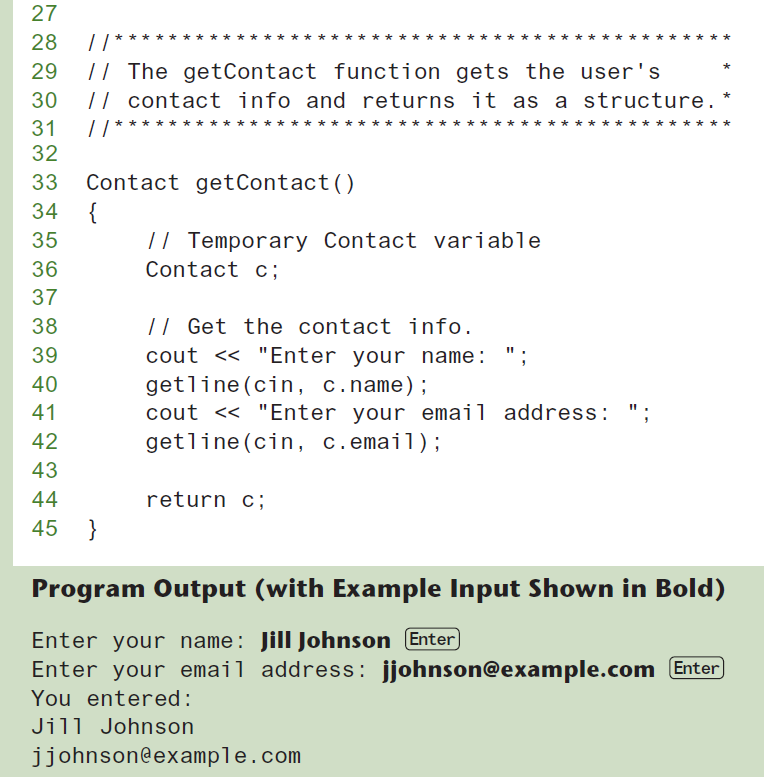 27
28 //***********************************************
29 // The getContact function gets the user's *
30 // contact info and returns it as a structure.*
31 //***********************************************
32
33 Contact getContact()
34 {
35 // Temporary Contact variable
36 Contact c;
37
38 // Get the contact info.
39 cout << "Enter your name: ";
40 getline(cin, c.name);
41 cout << "Enter your email address: ";
42 getline(cin, c.email);
43
44 return c;
45 }
Program Output (with Example Input Shown in Bold)
Enter your name: Jill Johnson Enter
Enter your email address: jjohnson@example.com Enter
You entered:
Jill Johnson
jjohnson@example.com